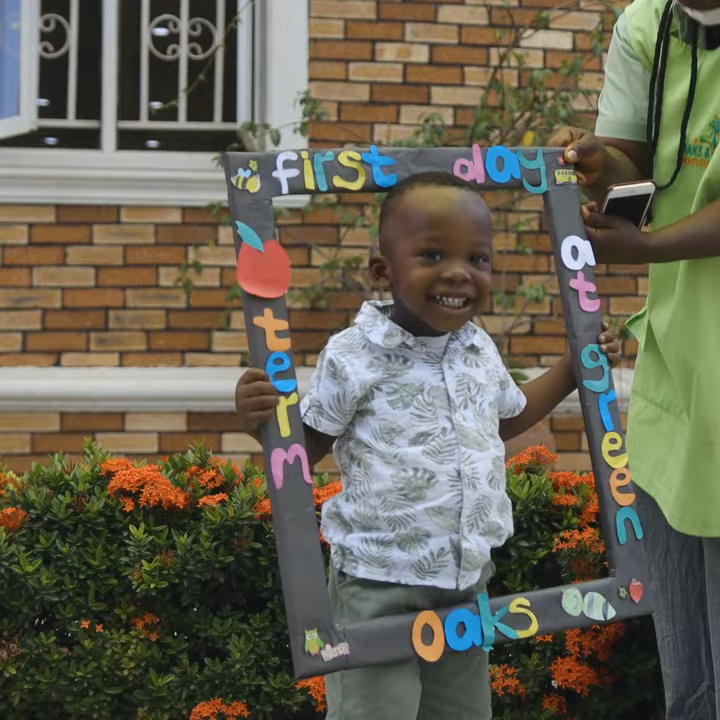 first day
at green
oaks
term